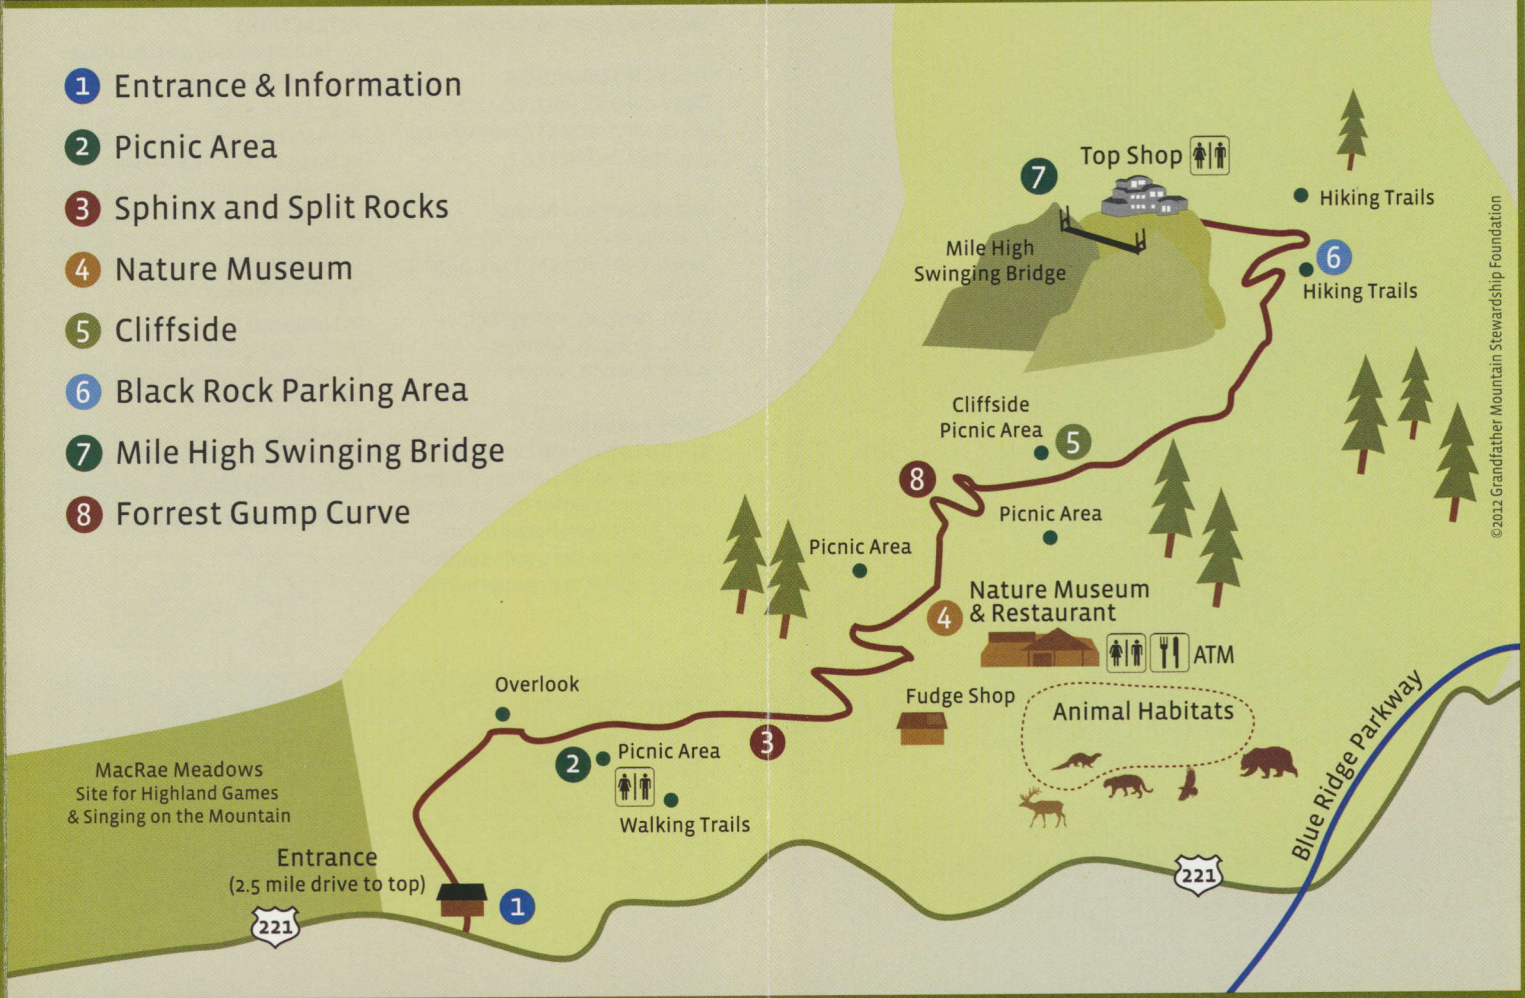 1 Entrance & Information
2 Picnic Area
3 Sphinx and Split Rocks
4 Nature Museum
5 Cliffside
6 Black Rock Parking Area
7 Mile High Swinging Bridge
8 Forrest Gump Curve
Top Shop
7
Hiking Trails
Mile High
Swinging Bridge
6
Hiking Trails
©2012 Grandfather Mountain Stewardship Foundation
Cliffside
Picnic Area
5
8
Picnic Area
Picnic Area
Nature Museum
& Restaurant
4
ATM
Fudge Shop
Animal Habitats
Overlook
3
2
Picnic Area
Walking Trails
Blue Ridge Parkway
MacRae Meadows
Site for Highland Games
& Singing on the Mountain
Entrance
(2.5 mile drive to top)
1
221
221